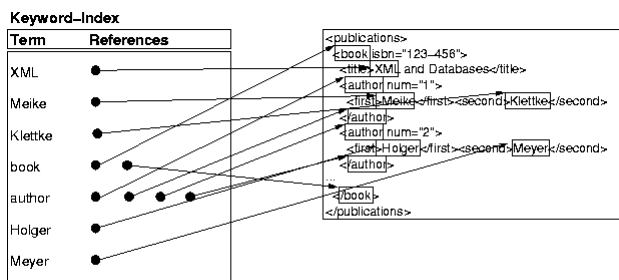 Keyword-Index
Term References
XML
Meike
Klettke
book
author
Holger
Meyer
<publications>
<book isbn="123-456">
<title>XML and Databases</title>
<author num="1">
<first>Meike</first><second>Klettke</second>
</author>
<author num="2">
<first>Holger</first><second>Meyer</second>
</author>
...
</book>
</publications>